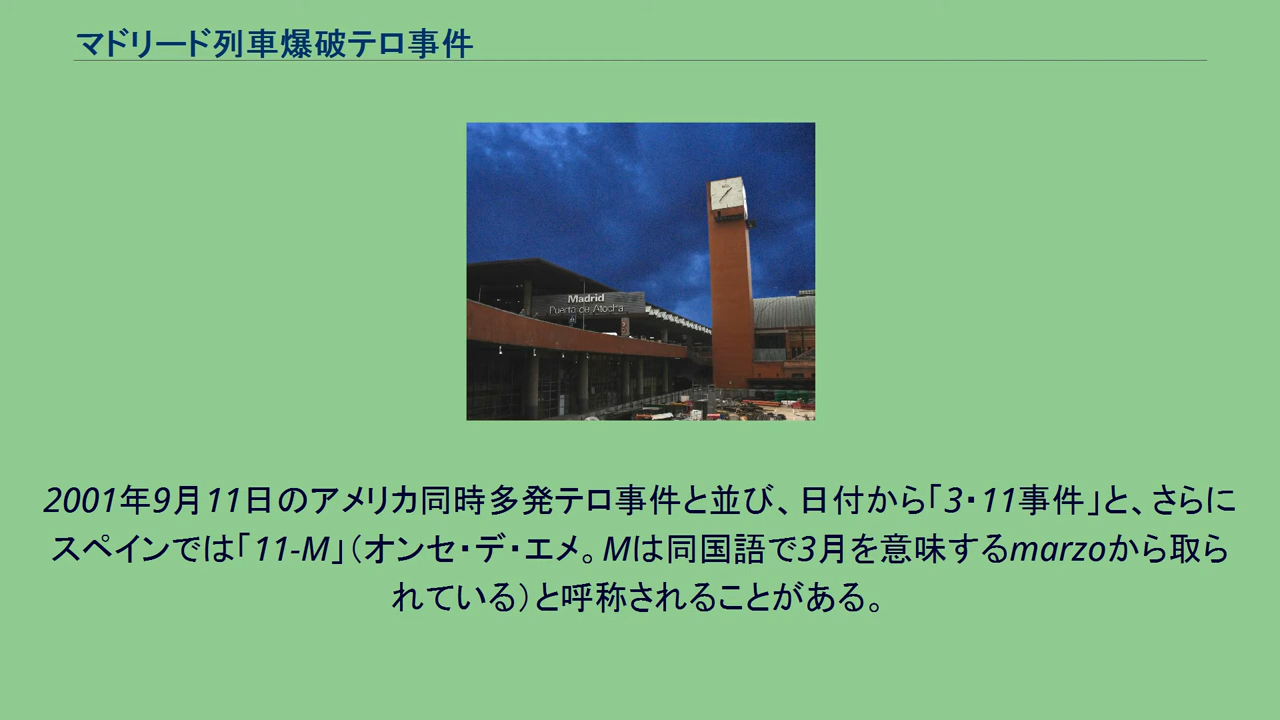 マドリード列車爆破テロ事件
Madrid
Puerta de Atocha
2001年9月11日のアメリカ同時多発テロ事件と並び、日付から「3・11事件」と、さらに
スペインでは「11-M」（オンセ・デ・エメ。Mは同国語で3月を意味するmarzoから取ら
れている）と呼称されることがある。